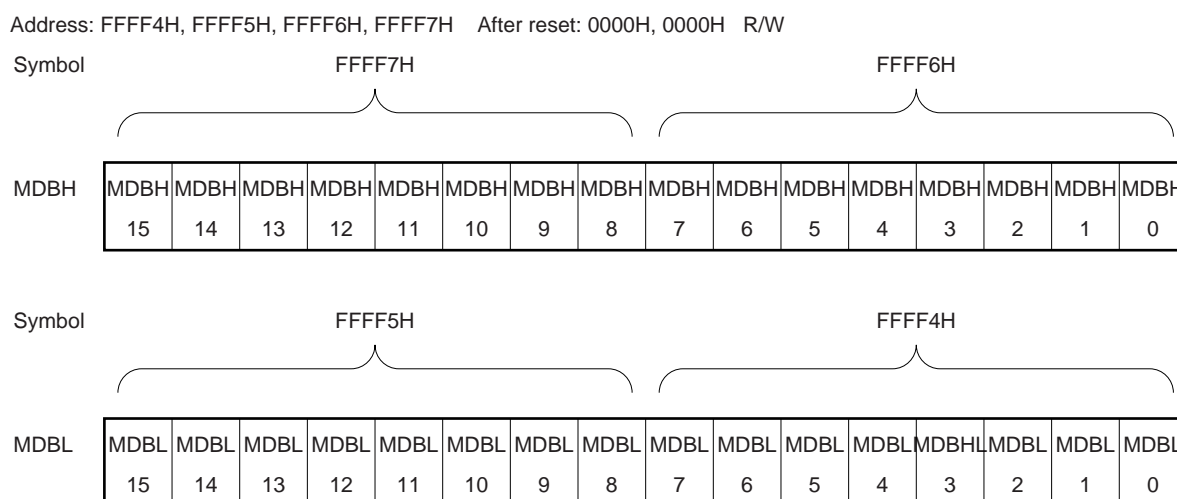 Address: FFFF4H, FFFF5H, FFFF6H, FFFF7H After reset: 0000H, 0000H R/W
Symbol FFFF7H FFFF6H
MDBH MDBH MDBH MDBH MDBH MDBH MDBH MDBH MDBH MDBH MDBH MDBH MDBH MDBH MDBH MDBH MDBH
15 14 13 12 11 10 9 8 7 6 5 4 3 2 1 0
Symbol FFFF5H FFFF4H
MDBL MDBL MDBL MDBL MDBL MDBL MDBL MDBL MDBL MDBL MDBL MDBL MDBL MDBHL MDBL MDBL MDBL
15 14 13 12 11 10 9 8 7 6 5 4 3 2 1 0